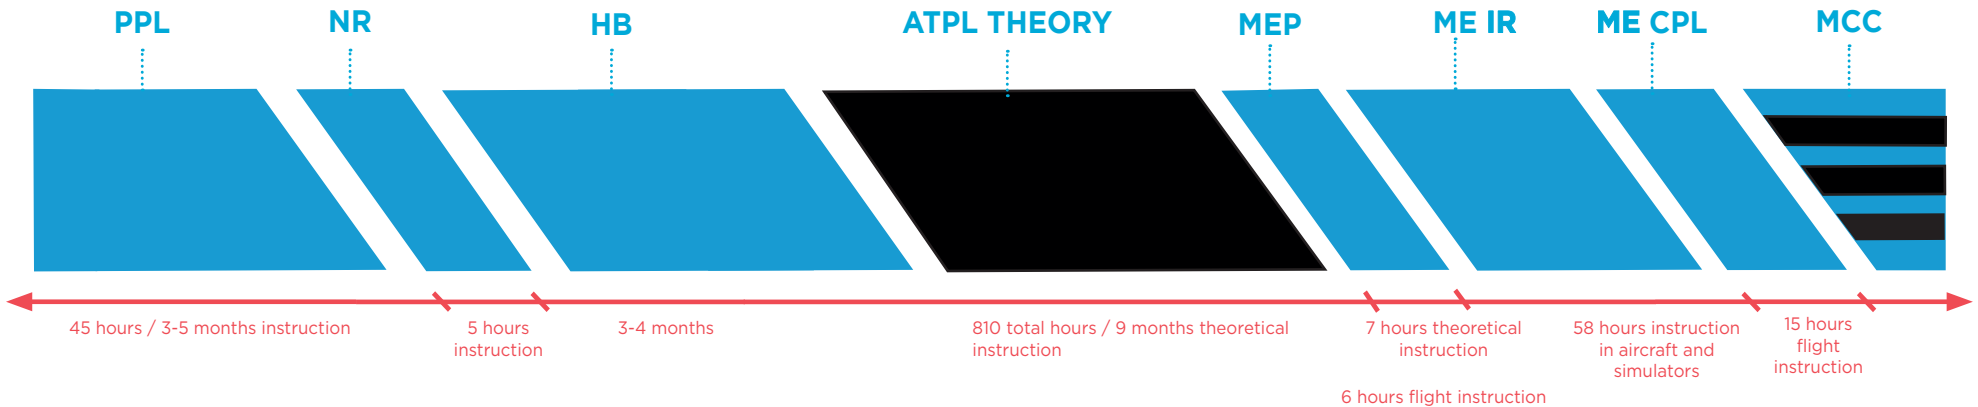 PPL
NR
HB
ATPL THEORY
MEP
ME IR
ME CPL
MCC
45 hours / 3-5 months instruction
5 hours
instruction
3-4 months
810 total hours / 9 months theoretical
instruction
7 hours theoretical
instruction
6 hours flight instruction
58 hours instruction
in aircraft and
simulators
15 hours
flight
instruction